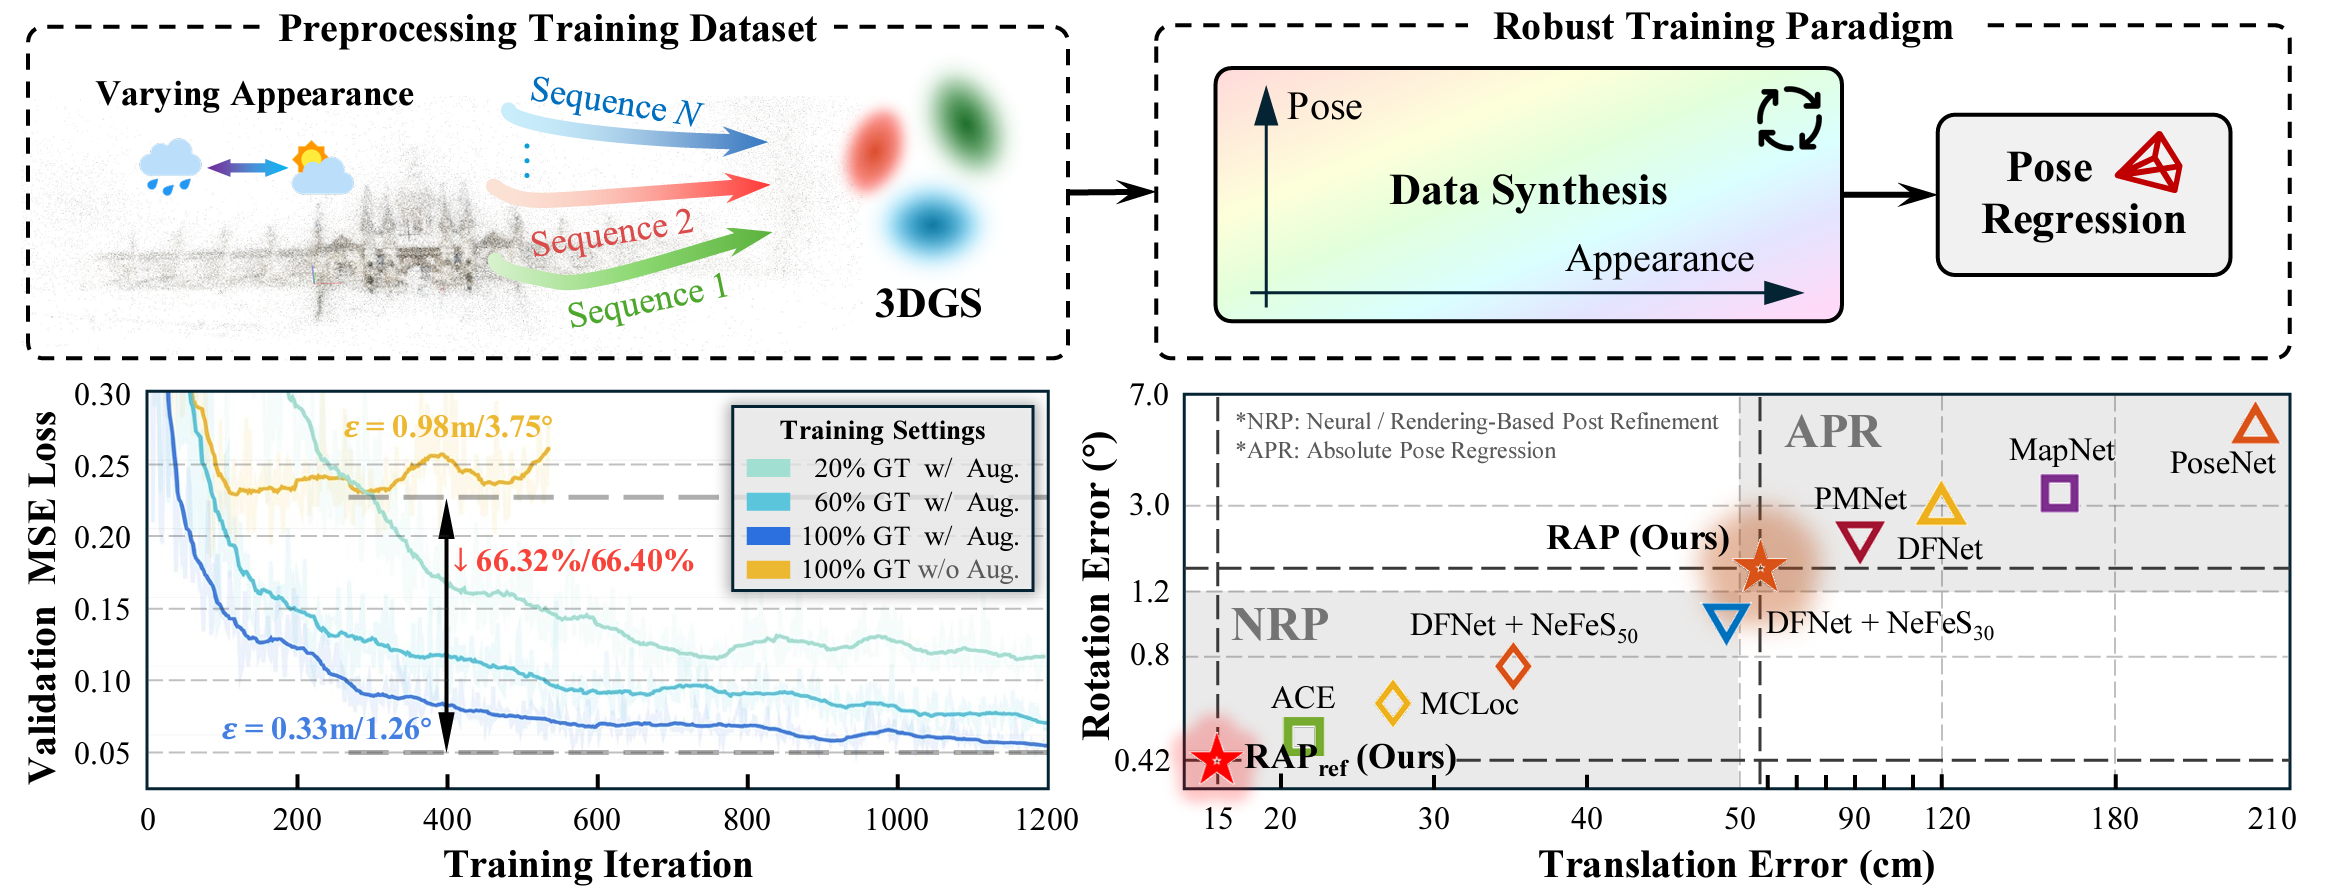 Preprocessing Training Dataset
Varying Appearance
Sequence N
Sequence 2
Sequence 1
3DGS
Robust Training Paradigm
Pose
Data Synthesis
Appearance
Pose
Regression
Validation MSE Loss
0.30
0.25
0.20
0.15
0.10
0.05
ε = 0.98m/3.75°
↓ 66.32%/66.40%
ε = 0.33m/1.26°
Training Settings
20% GT w/ Aug.
60% GT w/ Aug.
100% GT w/ Aug.
100% GT w/o Aug.
0 200 400 600 800 1000 1200
Training Iteration
Rotation Error (°)
7.0
3.0
1.2
0.8
0.42
*NRP: Neural / Rendering-Based Post Refinement
*APR: Absolute Pose Regression
APR
MapNet
PoseNet
PMNet
DFNet
RAP (Ours)
NRP
DFNet + NeFeS50
DFNet + NeFeS30
ACE
MCLoc
RAPref (Ours)
15 20 30 40 50 90 120 180 210
Translation Error (cm)